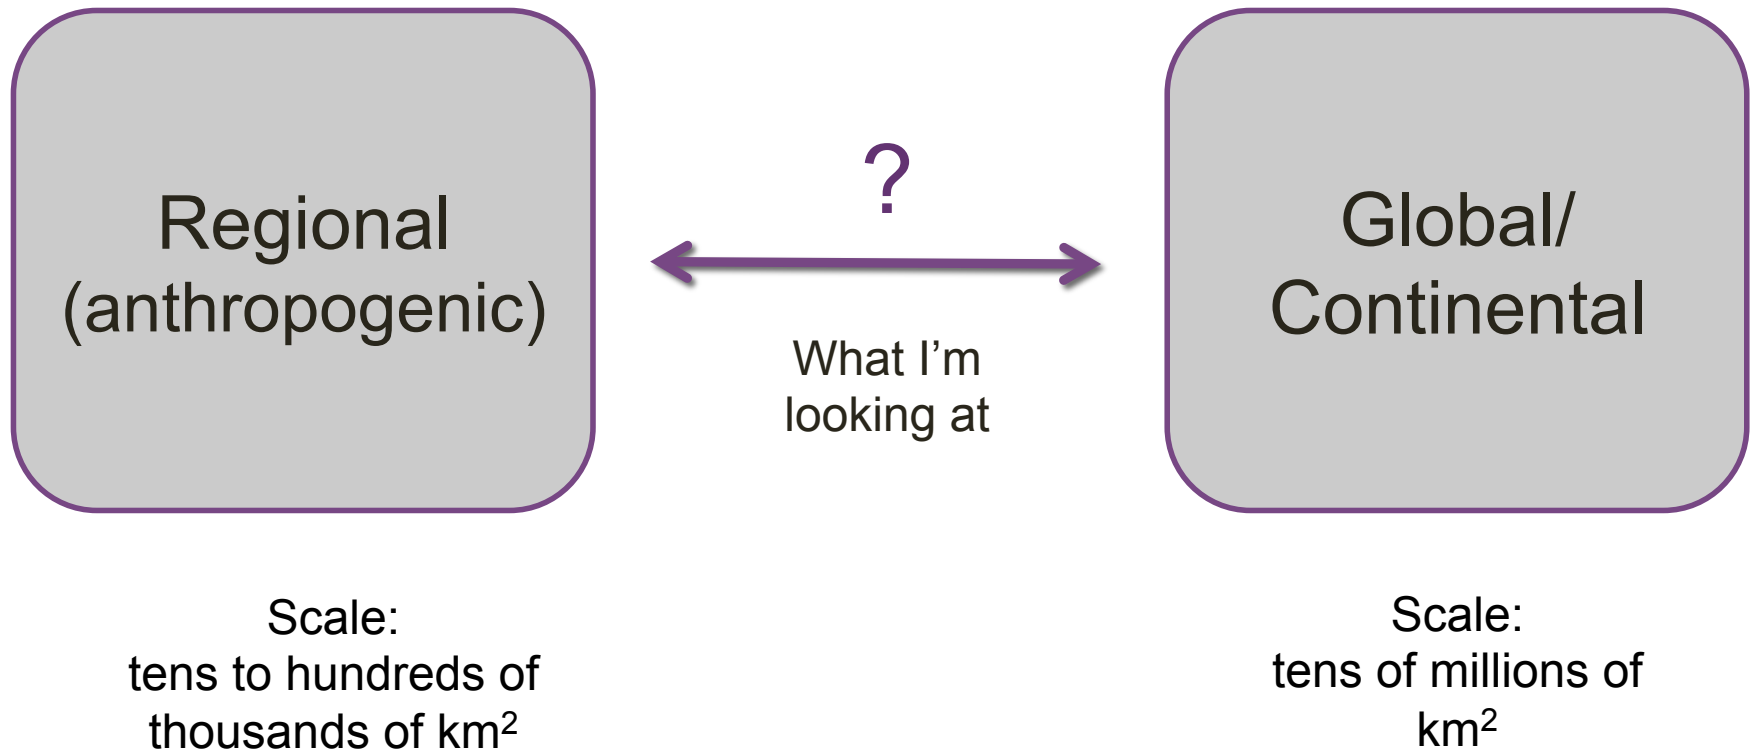 Regional
(anthropogenic)
?
What I’m
looking at
Global/
Continental
Scale:
tens to hundreds of
thousands of km²
Scale:
tens of millions of
km²